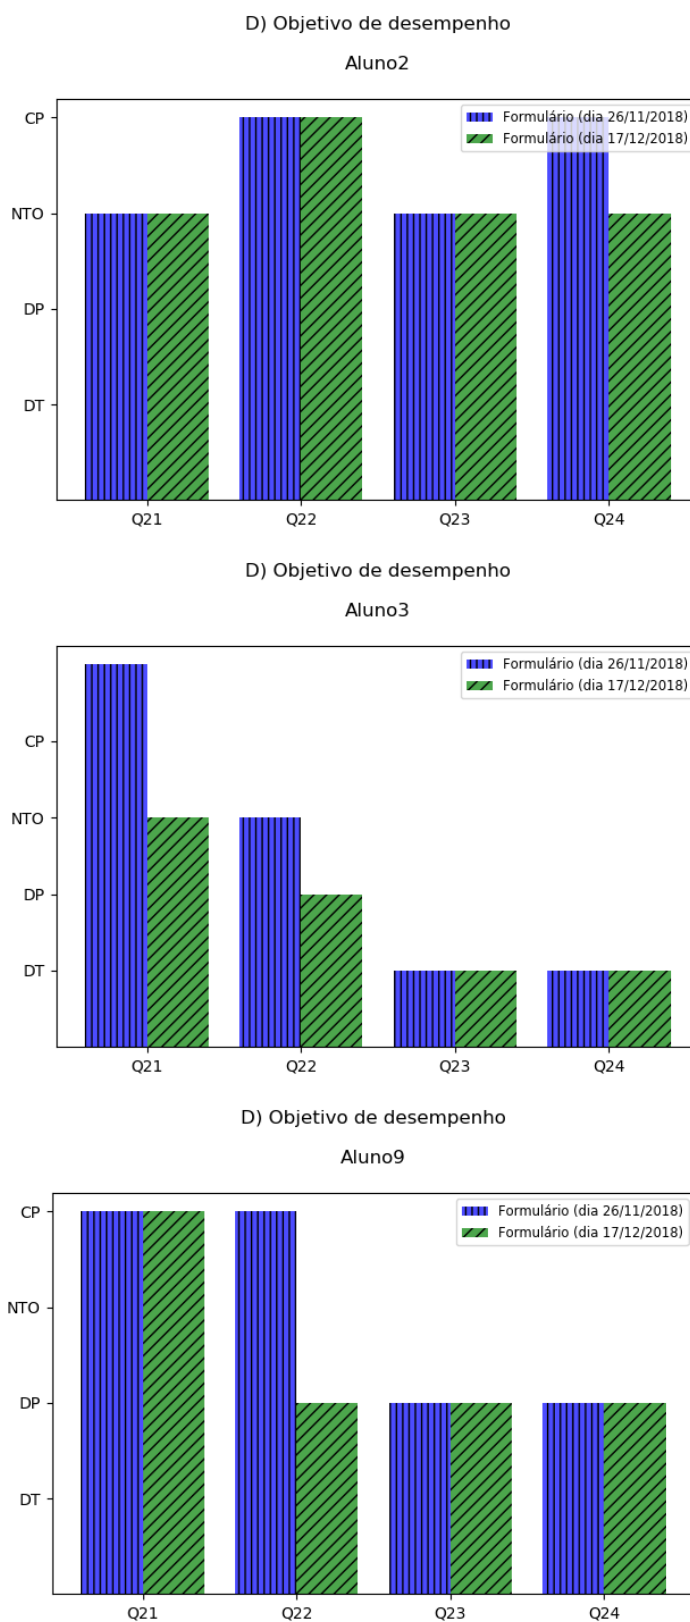 D) Objetivo de desempenho
Aluno2
Formulário (dia 26/11/2018)
Formulário (dia 17/12/2018)
CP
NTO
DP
DT
Q21 Q22 Q23 Q24
D) Objetivo de desempenho
Aluno3
Formulário (dia 26/11/2018)
Formulário (dia 17/12/2018)
CP
NTO
DP
DT
Q21 Q22 Q23 Q24
D) Objetivo de desempenho
Aluno9
Formulário (dia 26/11/2018)
Formulário (dia 17/12/2018)
CP
NTO
DP
DT
Q21 Q22 Q23 Q24